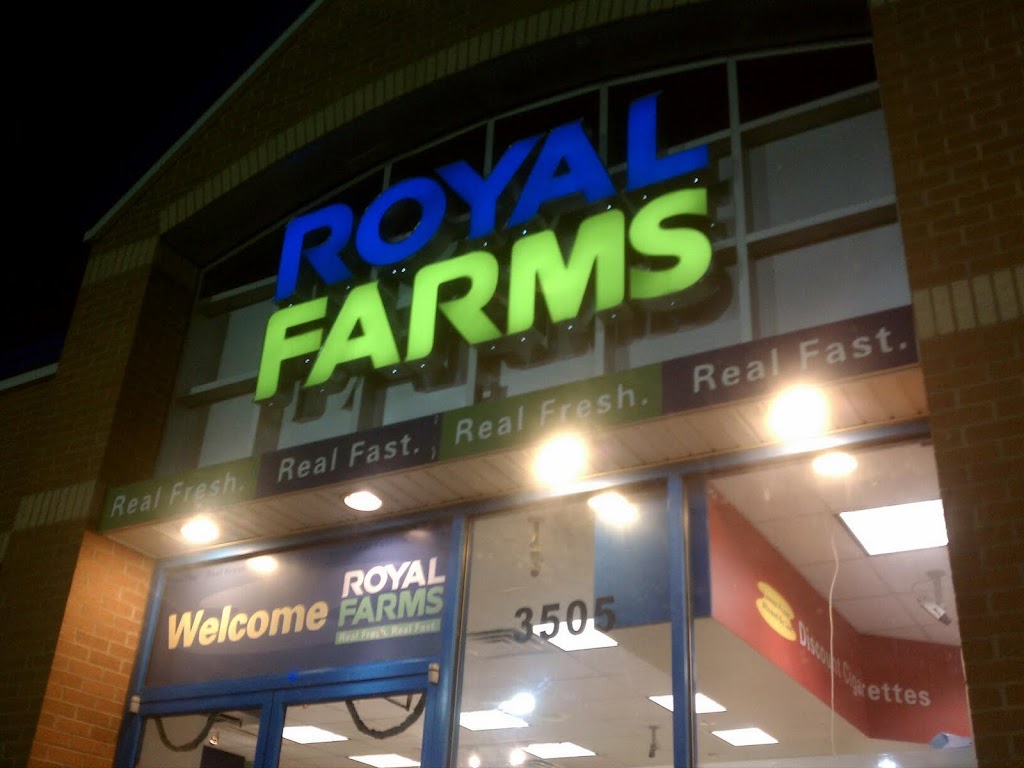 ROYAL
FARMS
Real Fresh. Real Fast. Real Fresh. Real Fast.
Welcome
ROYAL
FARMS
Real Fresh. Real Fast.
3505
Discount Cigarettes